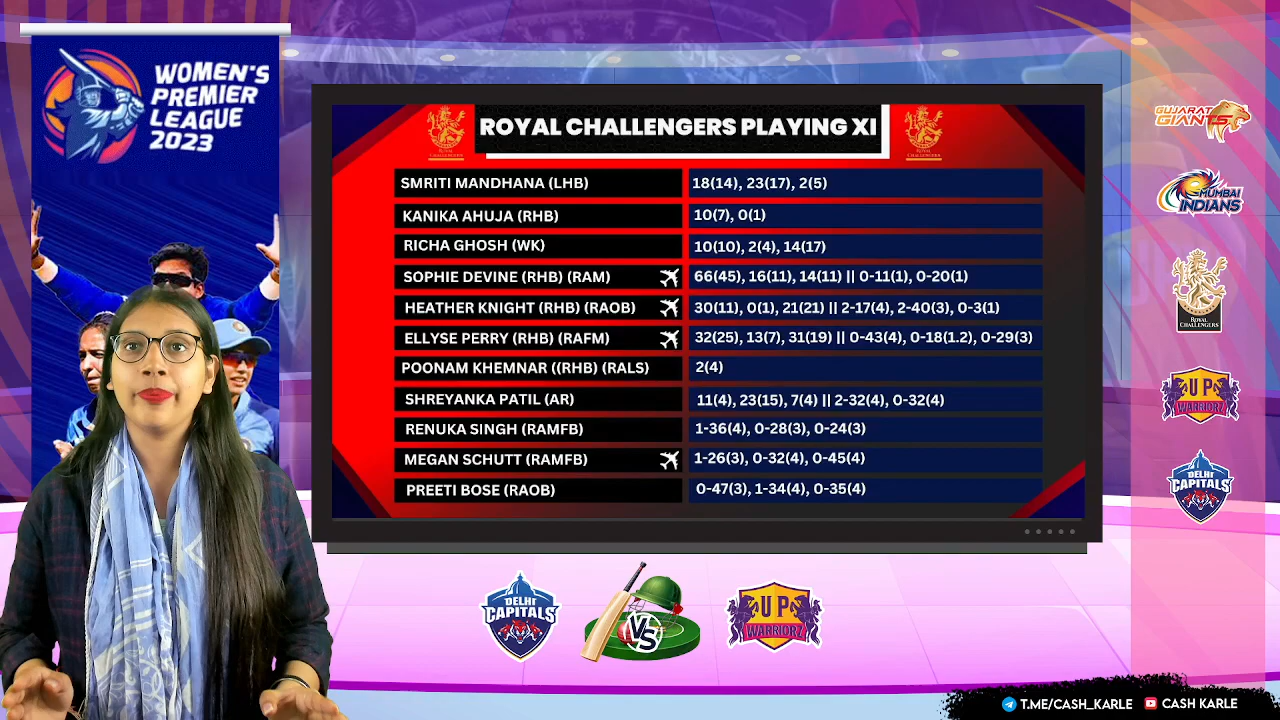 WOMEN'S
PREMIER
LEAGUE
2023
ROYAL CHALLENGERS PLAYING XI
SMRITI MANDHANA (LHB) 18(14), 23(17), 2(5)
KANIKA AHUJA (RHB) 10(7), 0(1)
RICHA GHOSH (WK) 10(10), 2(4), 14(17)
SOPHIE DEVINE (RHB) (RAM) 66(45), 16(11), 14(11) || 0-11(1), 0-20(1)
HEATHER KNIGHT (RHB) (RAOB) 30(11), 0(1), 21(21) || 2-17(4), 2-40(3), 0-3(1)
ELLYSE PERRY (RHB) (RAFM) 32(25), 13(7), 31(19) || 0-43(4), 0-18(1.2), 0-29(3)
POONAM KHEMNAR ((RHB) (RALS) 2(4)
SHREYANKA PATIL (AR) 11(4), 23(15), 7(4) || 2-32(4), 0-32(4)
RENUKA SINGH (RAMFB) 1-36(4), 0-28(3), 0-24(3)
MEGAN SCHUTT (RAMFB) 1-26(3), 0-32(4), 0-45(4)
PREETI BOSE (RAOB) 0-47(3), 1-34(4), 0-35(4)
GUJARAT
GIANTS
MUMBAI
INDIANS
ROYAL
CHALLENGERS
UP
WARRIORZ
DELHI
CAPITALS
DELHI
CAPITALS
VS
UP
WARRIORZ
T.ME/CASH_KARLE CASH KARLE